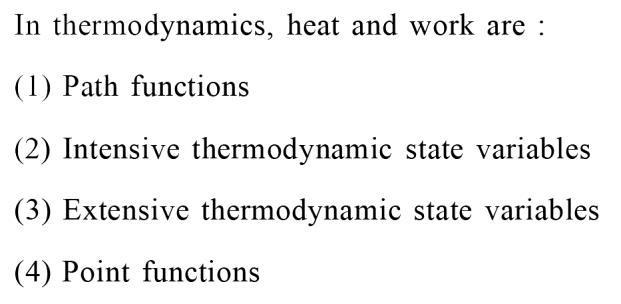 In thermodynamics, heat and work are :
(1) Path functions
(2) Intensive thermodynamic state variables
(3) Extensive thermodynamic state variables
(4) Point functions